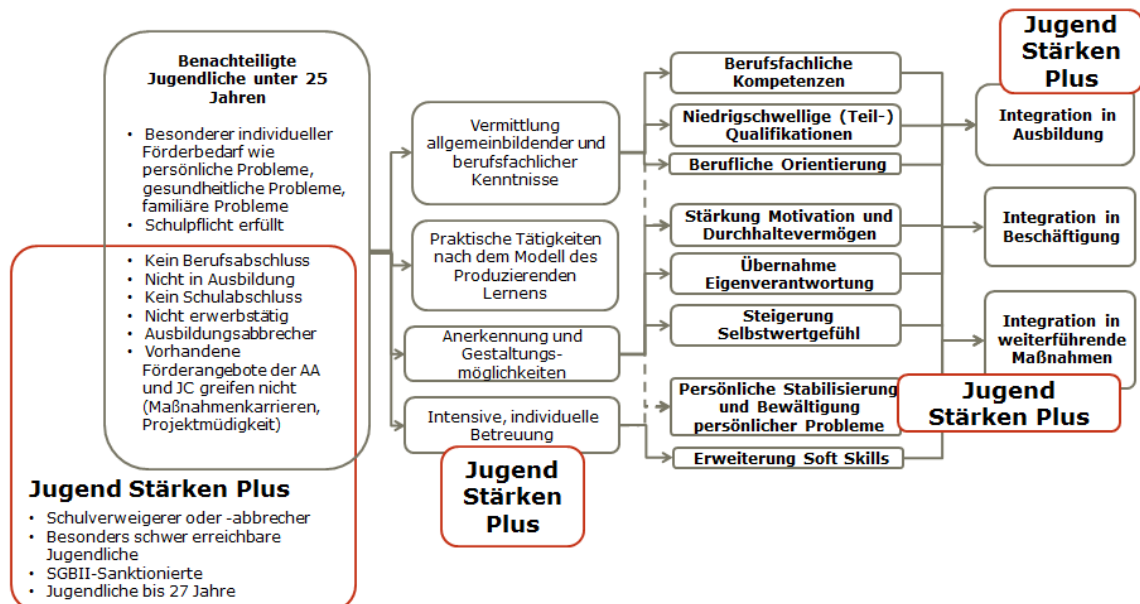 Benachteiligte
Jugendliche unter 25
Jahren
• Besonderer individueller
Förderbedarf wie
persönliche Probleme,
gesundheitliche Probleme,
familiäre Probleme
• Schulpflicht erfüllt
• Kein Berufsabschluss
• Nicht in Ausbildung
• Kein Schulabschluss
• Nicht erwerbstätig
• Ausbildungsabbrecher
• Vorhandene
Förderangebote der AA
und JC greifen nicht
(Maßnahmenkarrieren,
Projektmüdigkeit)
Jugend Stärken Plus
• Schulverweigerer oder -abbrecher
• Besonders schwer erreichbare
Jugendliche
• SGBII-Sanktionierte
• Jugendliche bis 27 Jahre
Vermittlung
allgemeinbildender und
berufsfachlicher
Kenntnisse
Praktische Tätigkeiten
nach dem Modell des
Produzierenden
Lernens
Anerkennung und
Gestaltungs-
möglichkeiten
Intensive, individuelle
Betreuung
Jugend
Stärken
Plus
Berufsfachliche
Kompetenzen
Niedrigschwellige (Teil-)
Qualifikationen
Berufliche Orientierung
Stärkung Motivation und
Durchhaltevermögen
Übernahme
Eigenverantwortung
Steigerung
Selbstwertgefühl
Persönliche Stabilisierung
und Bewältigung
persönlicher Probleme
Erweiterung Soft Skills
Jugend
Stärken
Plus
Integration in
Ausbildung
Integration in
Beschäftigung
Integration in
weiterführende
Maßnahmen
Jugend
Stärken Plus